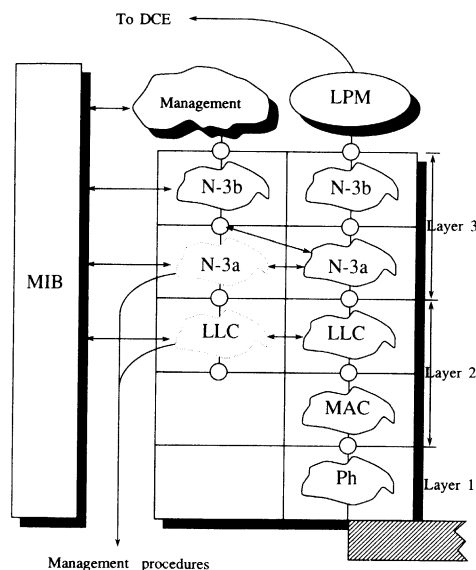 To DCE
Management
LPM
N-3b
N-3b
Layer 3
N-3a
N-3a
MIB
LLC
LLC
Layer 2
MAC
Ph
Layer 1
Management procedures